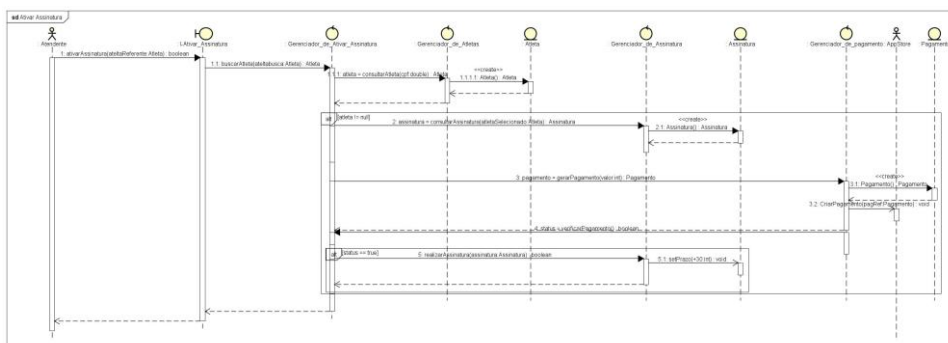 sd Ativar Assinatura
Atendente
I.Ativar_Assinatura
Gerenciador_de_Ativar_Assinatura
Gerenciador_de_Atletas
Atleta
Gerenciador_de_Assinatura
Assinatura
Gerenciador_de_pagamento
AppStore
Pagamento
1: ativarAssinatura(atletaReferente:Atleta) : boolean
1.1: buscarAtleta(atletabusca:Atleta) : Atleta
1.1.1: atleta = consultarAtleta(cpf:double) : Atleta
<<create>>
1.1.1.1: Atleta() : Atleta
alt
[atleta != null]
2: assinatura = consultarAssinatura(atletaSelecionado:Atleta) : Assinatura
<<create>>
2.1: Assinatura() : Assinatura
3: pagamento = gerarPagamento(valor:int) : Pagamento
<<create>>
3.1: Pagamento() : Pagamento
3.2: CriarPagamento(pagRef:Pagamento) : void
4: status = verificarPagamento() : boolean
alt
[status == true]
5: realizarAssinatura(assinatura:Assinatura) : boolean
5.1: setPrazo(+30:int) : void